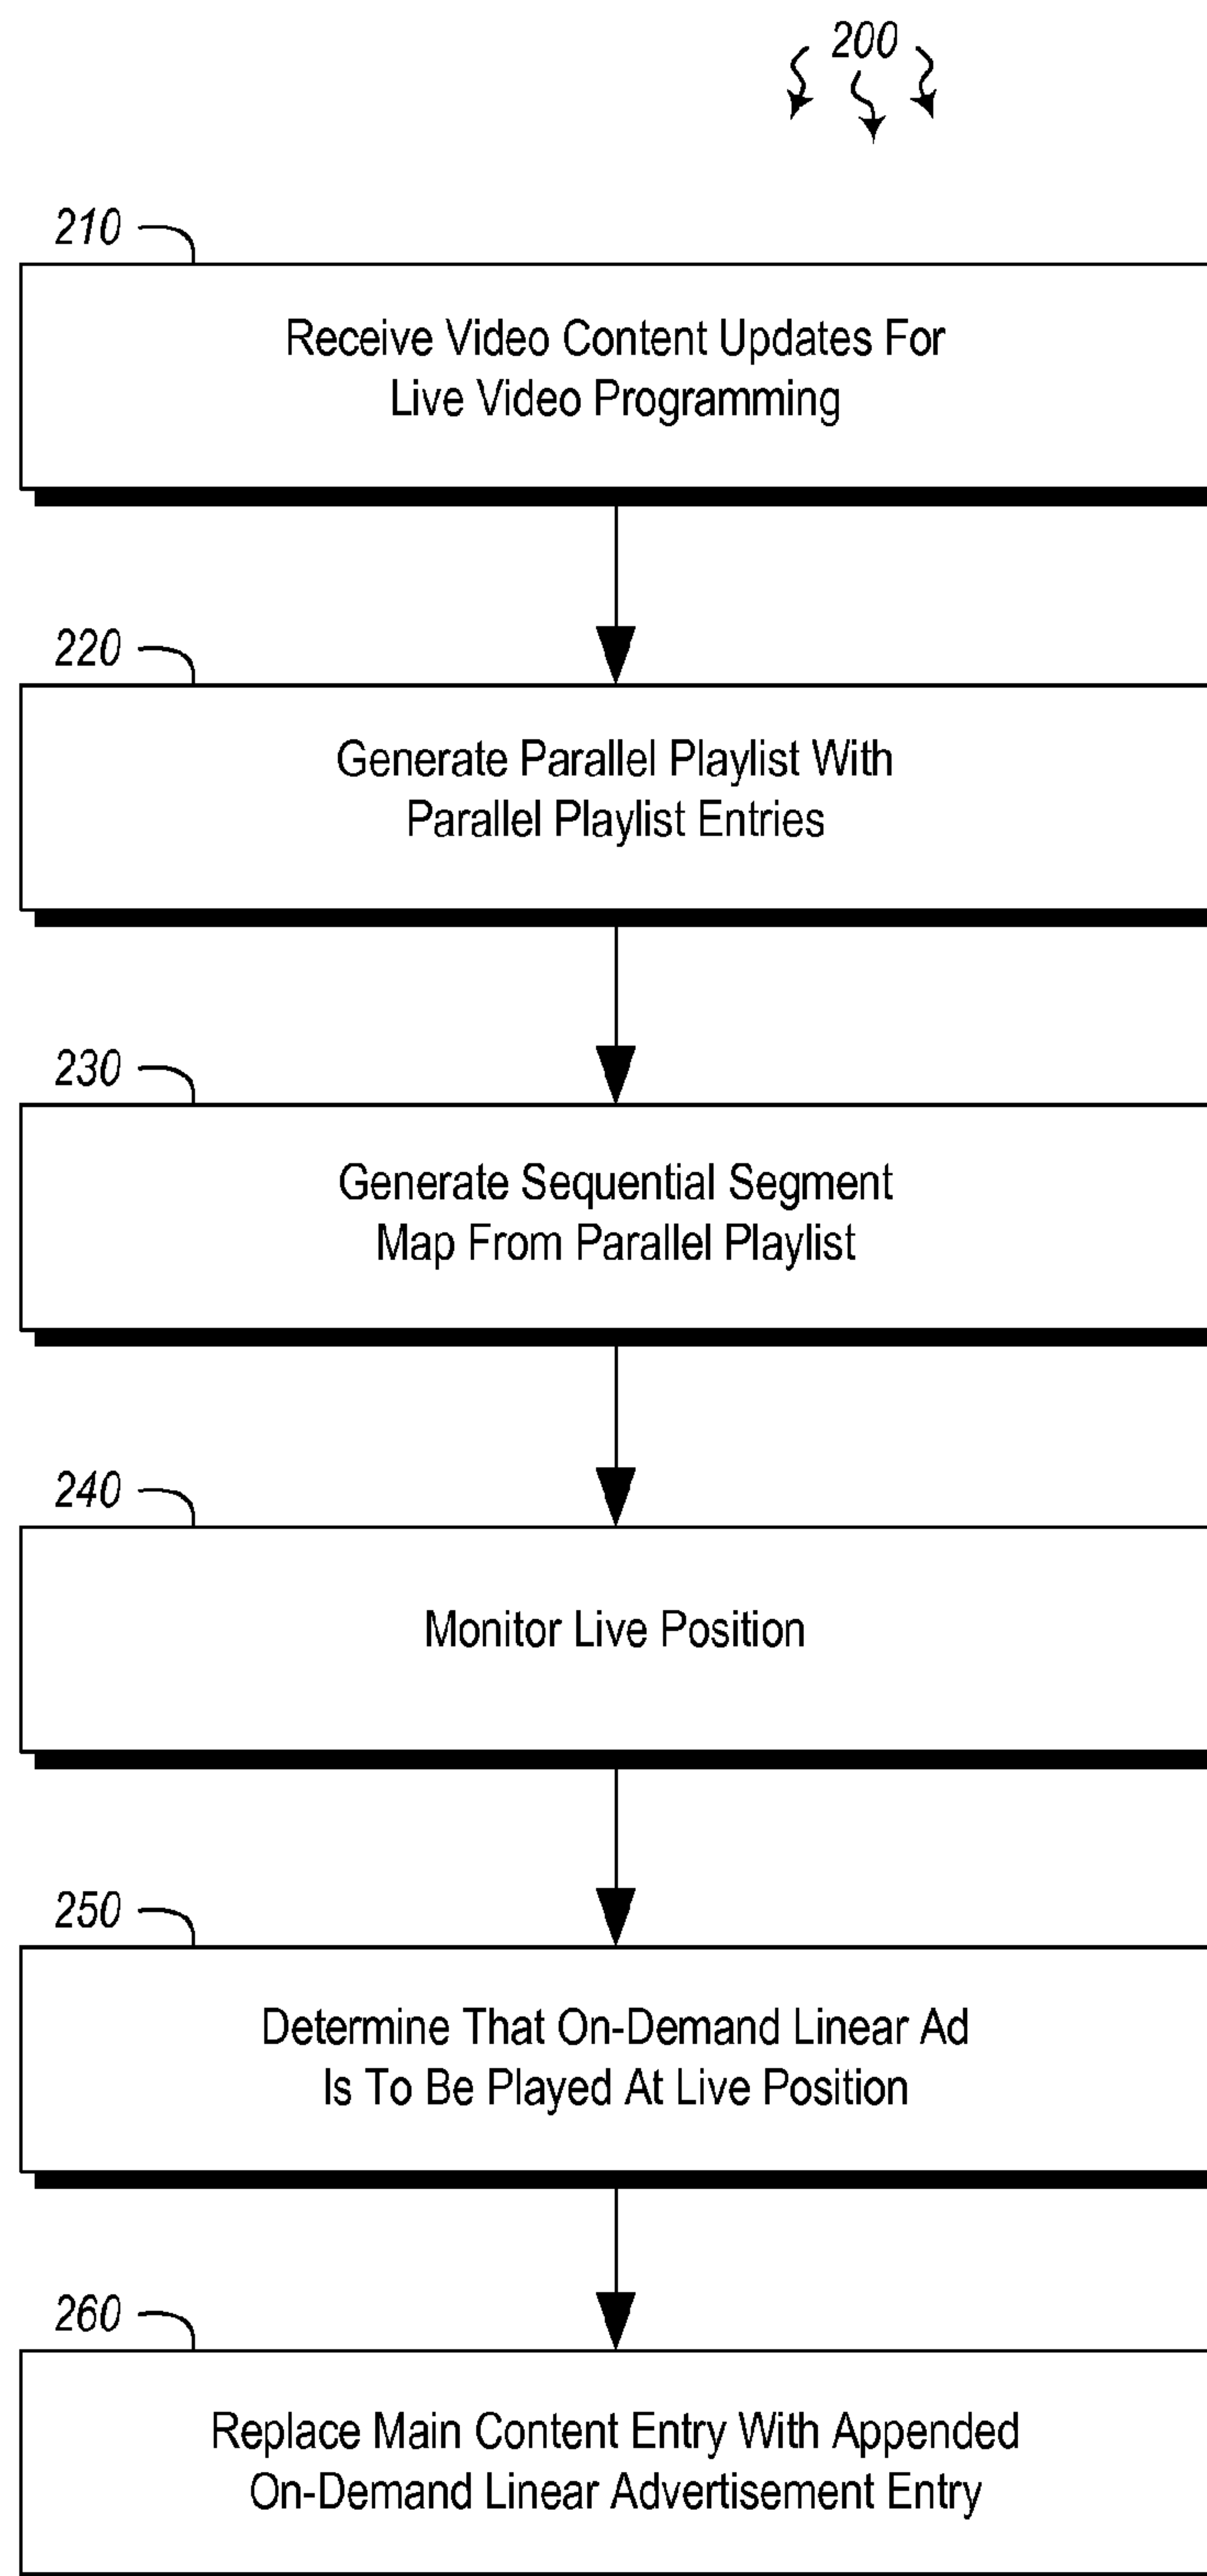 200
210
Receive Video Content Updates For
Live Video Programming
220
Generate Parallel Playlist With
Parallel Playlist Entries
230
Generate Sequential Segment
Map From Parallel Playlist
240
Monitor Live Position
250
Determine That On-Demand Linear Ad
Is To Be Played At Live Position
260
Replace Main Content Entry With Appended
On-Demand Linear Advertisement Entry